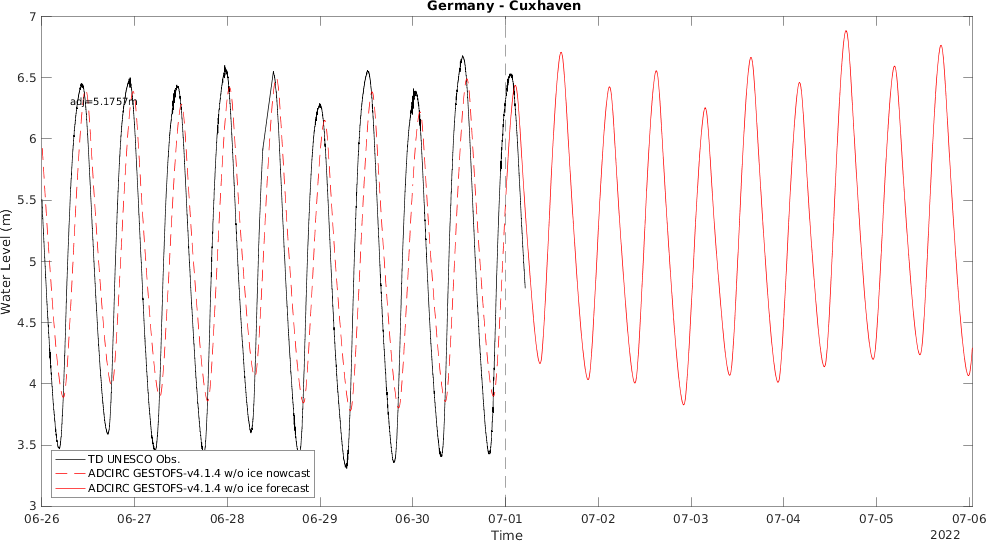 Germany - Cuxhaven
7
6.5
adj=5.1757m
6
5.5
5
4.5
4
3.5
3
Water Level (m)
TD UNESCO Obs.
ADCIRC GESTOFS-v4.1.4 w/o ice nowcast
ADCIRC GESTOFS-v4.1.4 w/o ice forecast
06-26 06-27 06-28 06-29 06-30 07-01 07-02 07-03 07-04 07-05 07-06
Time
2022